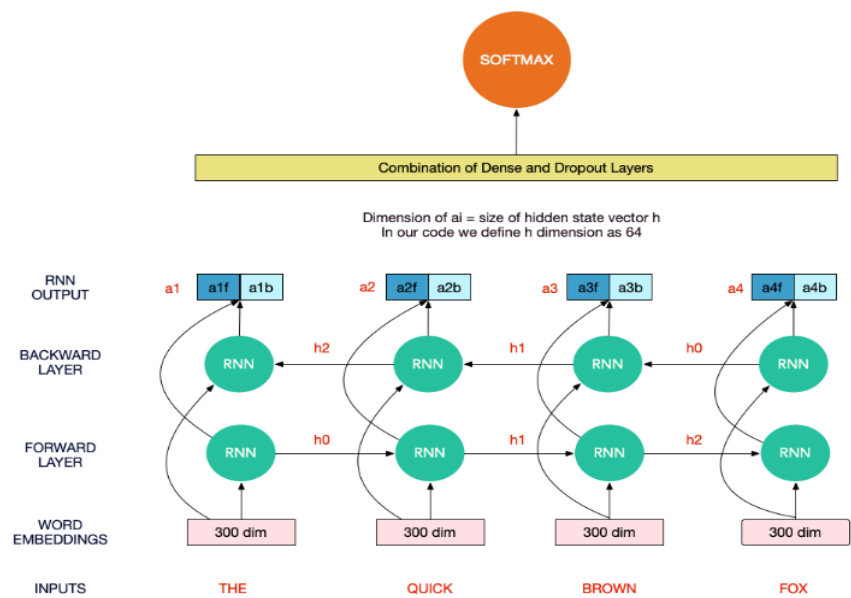 SOFTMAX
Combination of Dense and Dropout Layers
Dimension of ai = size of hidden state vector h
In our code we define h dimension as 64
RNN
OUTPUT
a1 a1f a1b a2 a2f a2b a3 a3f a3b a4 a4f a4b
BACKWARD
LAYER
RNN h2 RNN h1 RNN h0 RNN
FORWARD
LAYER
RNN h0 RNN h1 RNN h2 RNN
WORD
EMBEDDINGS
300 dim 300 dim 300 dim 300 dim
INPUTS THE QUICK BROWN FOX